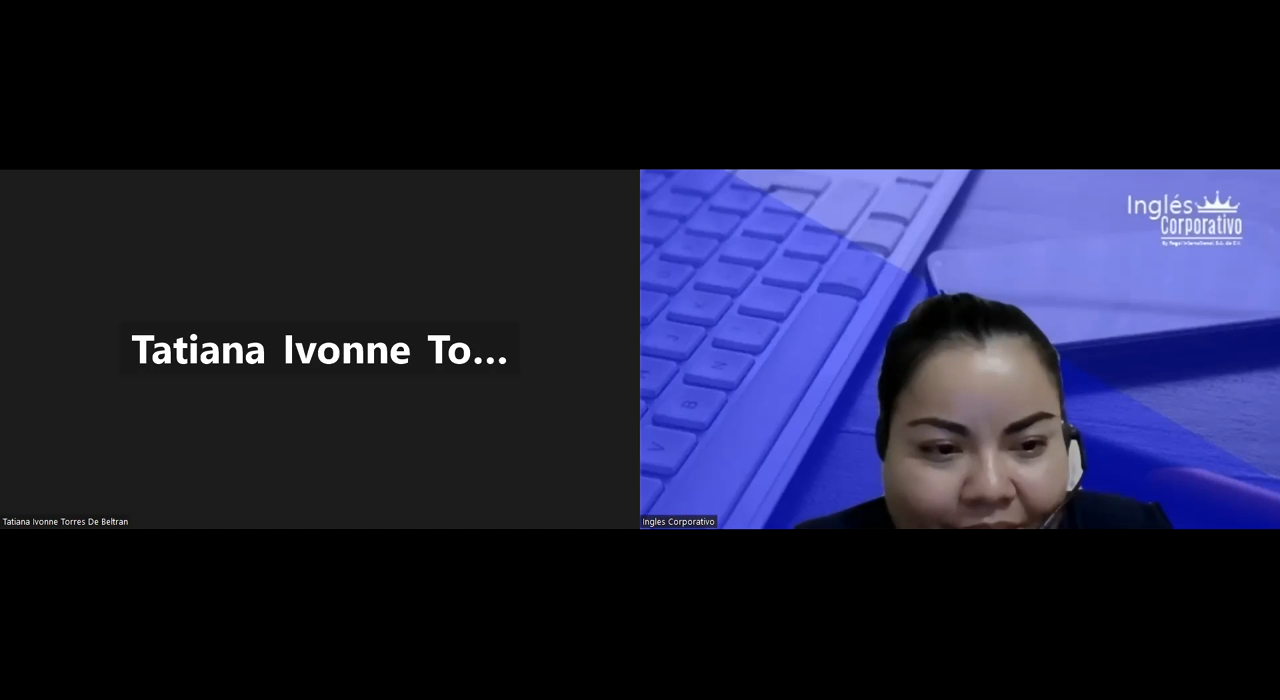 Tatiana Ivonne To...
Tatiana Ivonne Torres De Beltran
Inglés
Corporativo
Ingles Corporativo